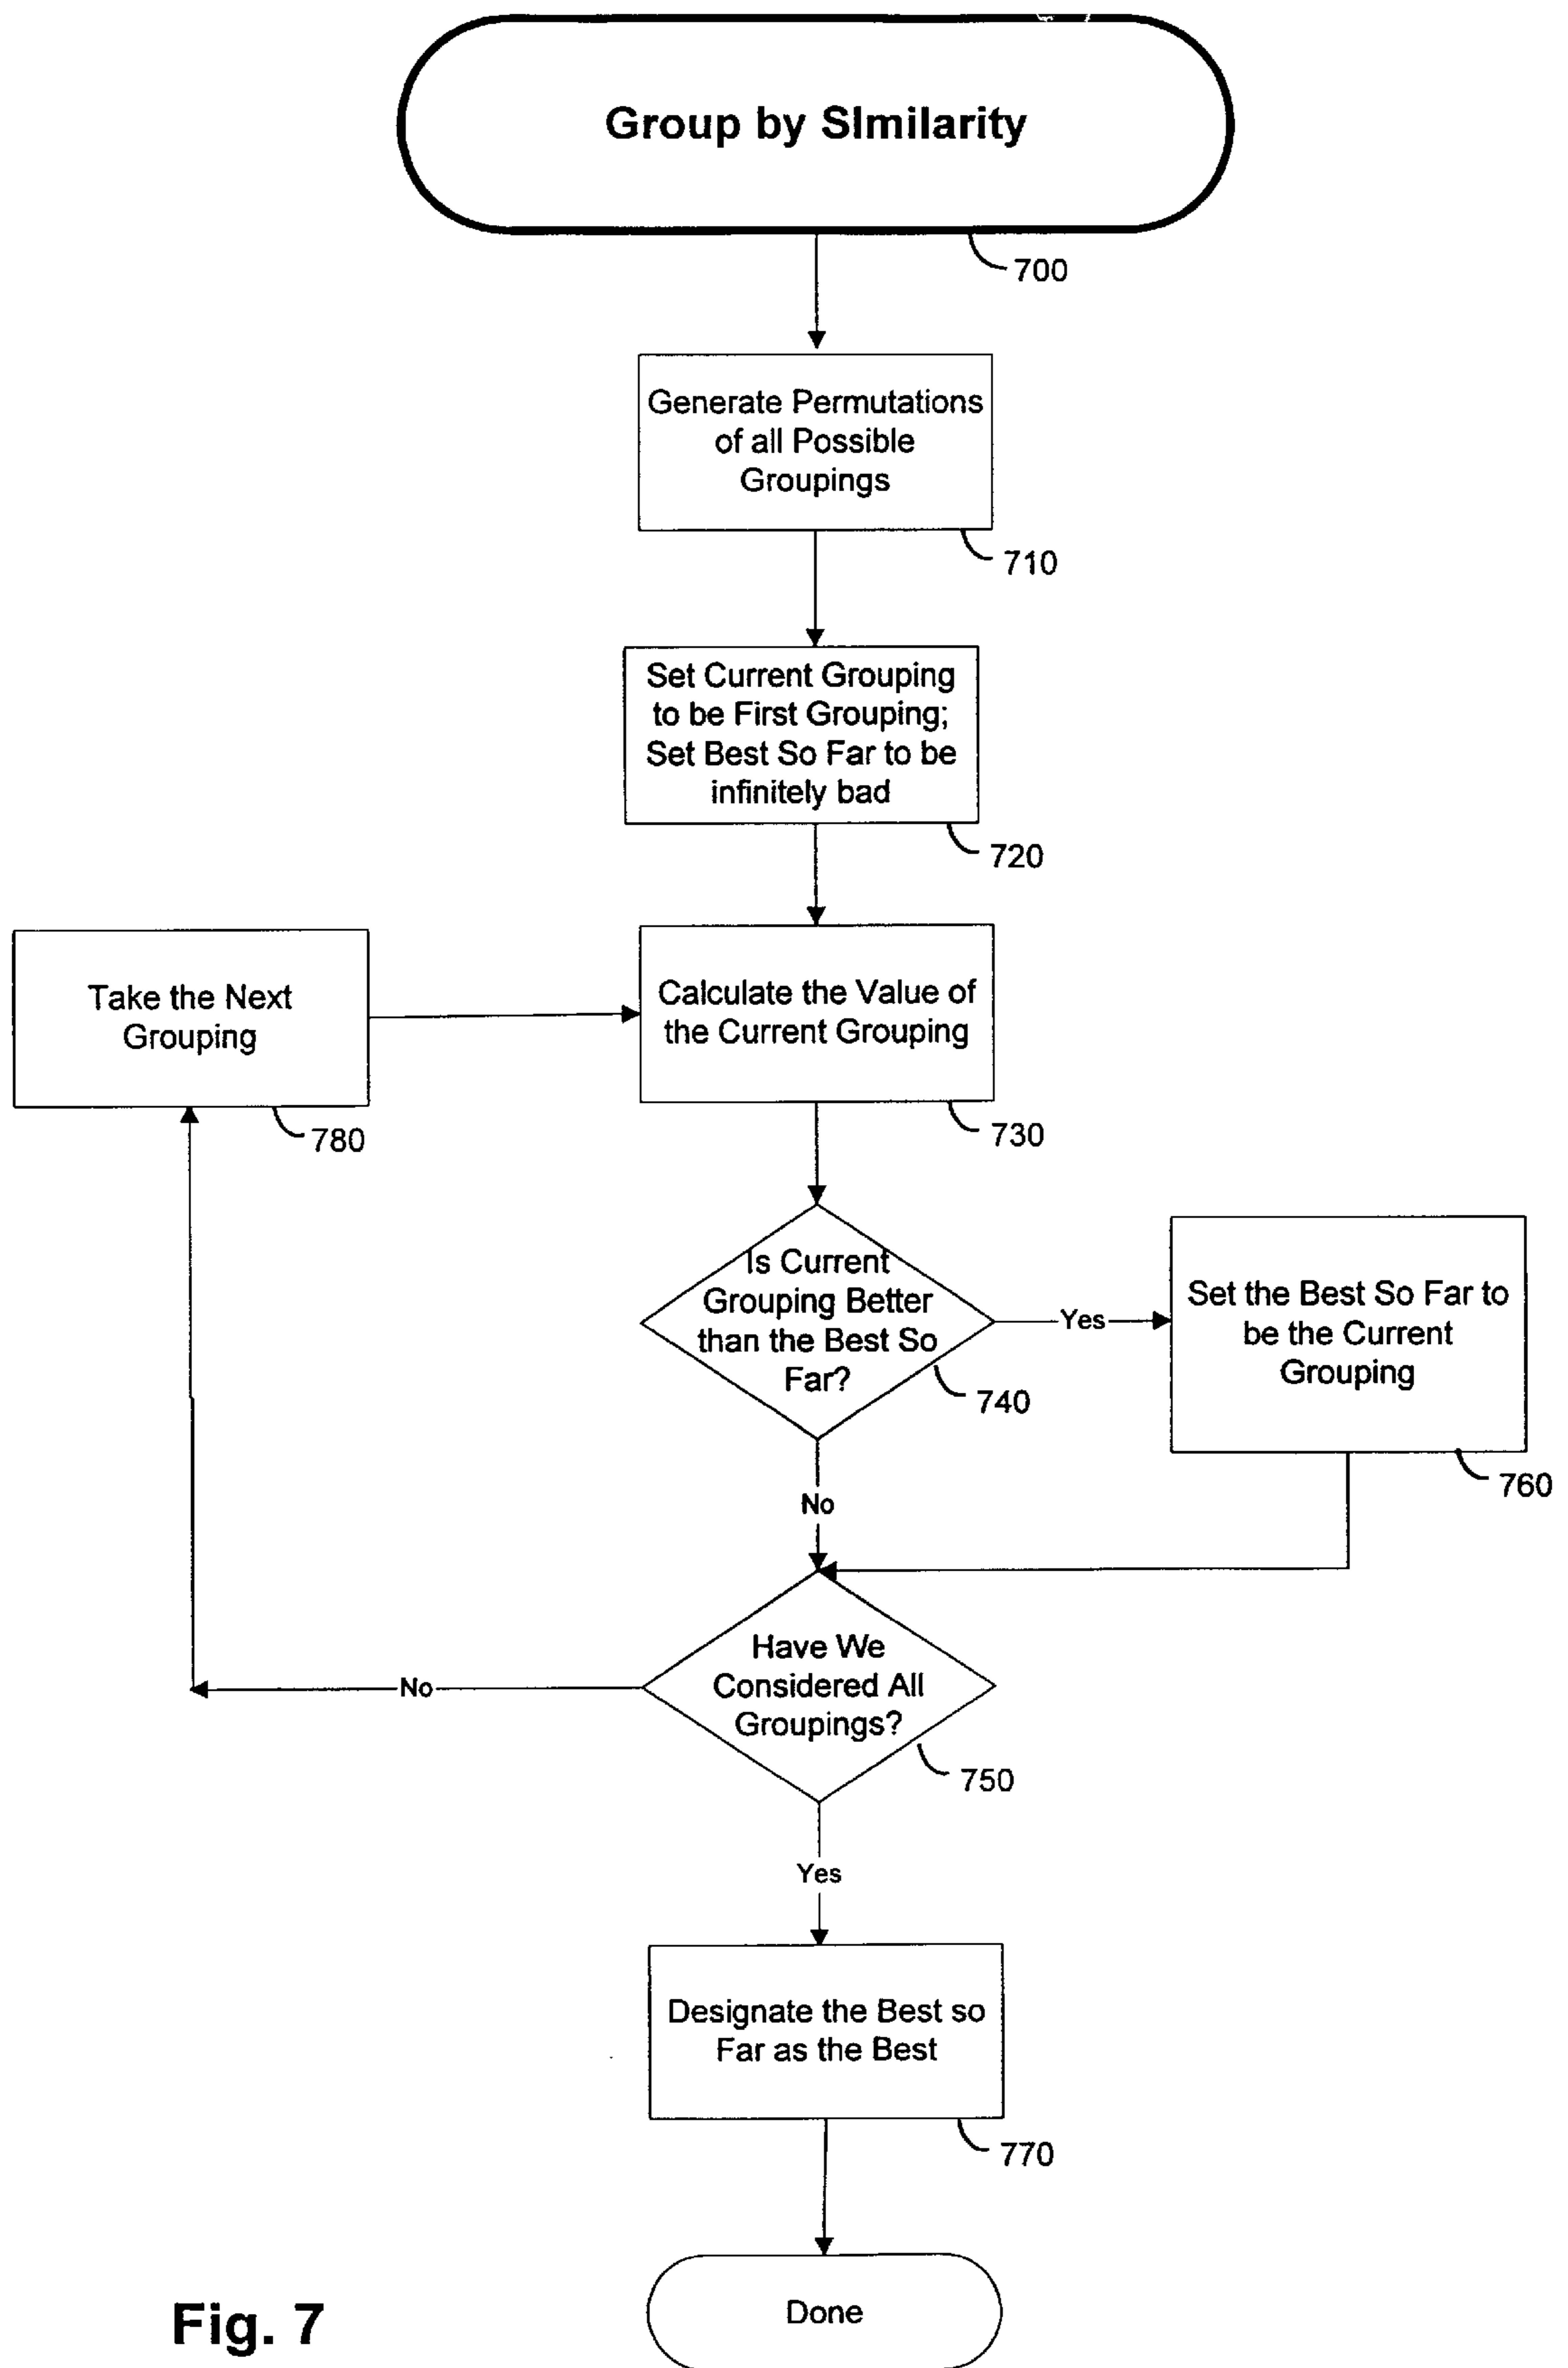 Group by SImilarity
700
Generate Permutations
of all Possible
Groupings
710
Set Current Grouping
to be First Grouping;
Set Best So Far to be
infinitely bad
720
Take the Next
Grouping
780
Calculate the Value of
the Current Grouping
730
Is Current
Grouping Better
than the Best So
Far?
740
Yes
Set the Best So Far to
be the Current
Grouping
760
No
Have We
Considered All
Groupings?
750
No
Yes
Designate the Best so
Far as the Best
770
Done
Fig. 7